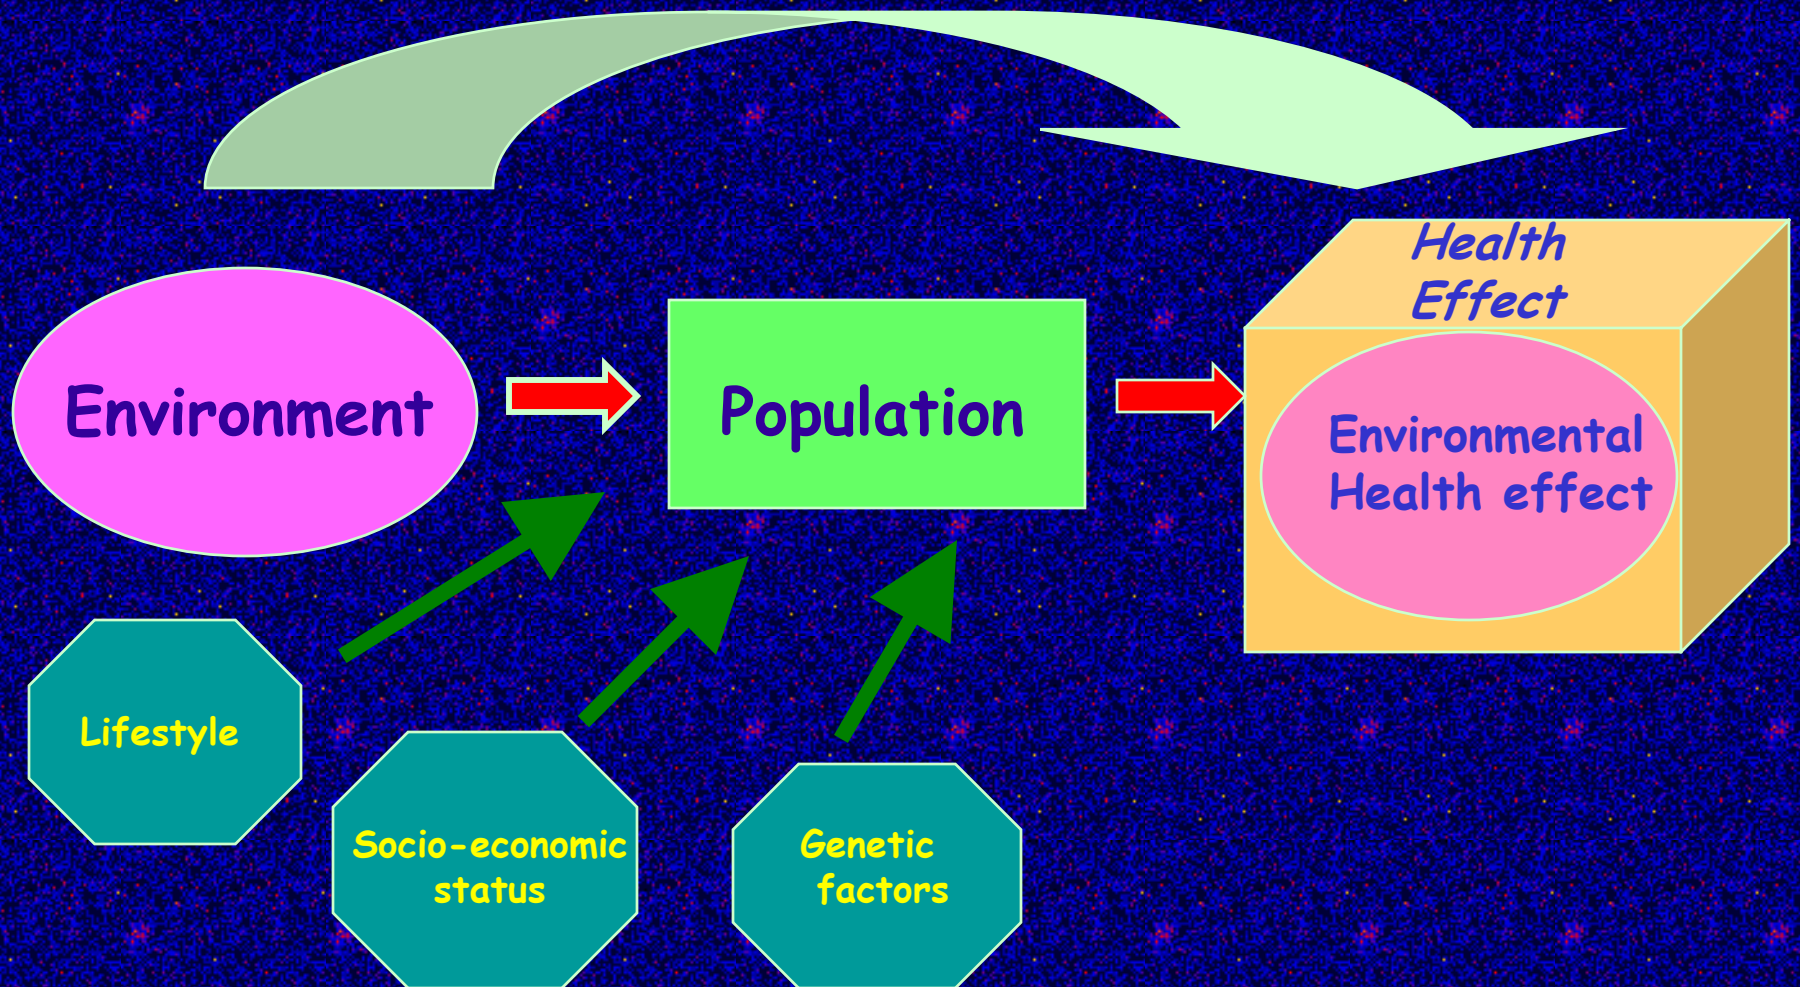 Health
Effect
Environment
Population
Environmental
Health effect
Lifestyle
Socio-economic
status
Genetic
factors